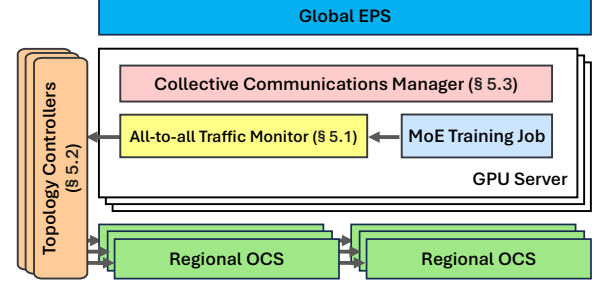 Global EPS
Topology Controllers
(§ 5.2)
Collective Communications Manager (§ 5.3)
All-to-all Traffic Monitor (§ 5.1)
MoE Training Job
GPU Server
Regional OCS
Regional OCS